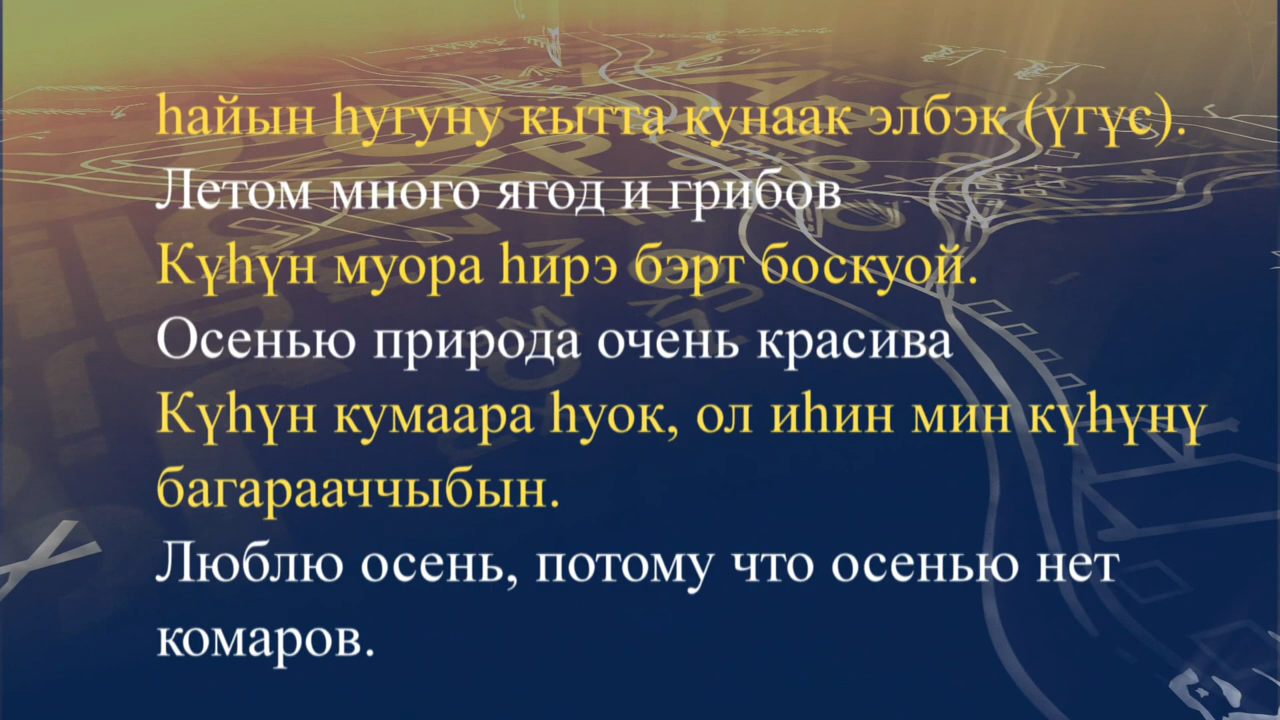 һайын һугуну кытта кунаак элбэк (үгүс).
Летом много ягод и грибов
Күһүн муора һирэ бэрт боскуой.
Осенью природа очень красива
Күһүн кумаара һуок, ол иһин мин күһүнү
багарааччыбын.
Люблю осень, потому что осенью нет
комаров.